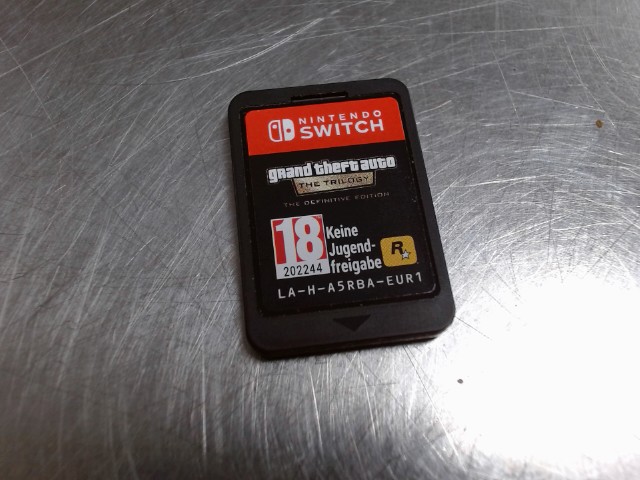 NINTENDO
SWITCH
grand theft auto
THE TRILOGY
THE DEFINITIVE EDITION
18
202244
Keine
Jugend-
freigabe
R
LA-H-A5RBA-EUR1